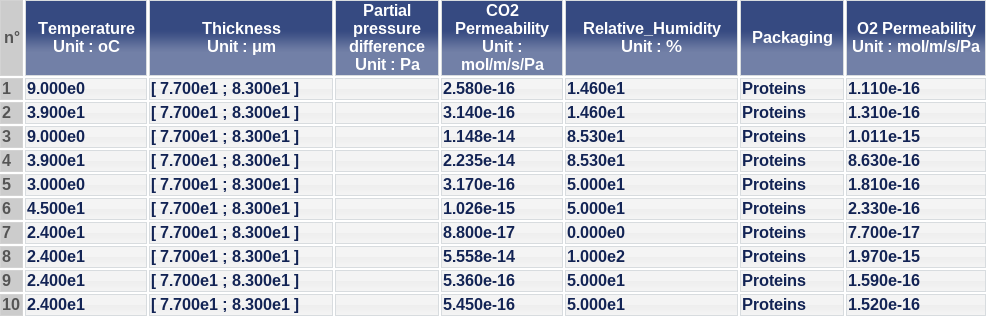 n° Temperature Unit : oC Thickness Unit : μm Partial pressure difference Unit : Pa CO2 Permeability Unit : mol/m/s/Pa Relative_Humidity Unit : % Packaging O2 Permeability Unit : mol/m/s/Pa
1 9.000e0 [ 7.700e1 ; 8.300e1 ] 2.580e-16 1.460e1 Proteins 1.110e-16
2 3.900e1 [ 7.700e1 ; 8.300e1 ] 3.140e-16 1.460e1 Proteins 1.310e-16
3 9.000e0 [ 7.700e1 ; 8.300e1 ] 1.148e-14 8.530e1 Proteins 1.011e-15
4 3.900e1 [ 7.700e1 ; 8.300e1 ] 2.235e-14 8.530e1 Proteins 8.630e-16
5 3.000e0 [ 7.700e1 ; 8.300e1 ] 3.170e-16 5.000e1 Proteins 1.810e-16
6 4.500e1 [ 7.700e1 ; 8.300e1 ] 1.026e-15 5.000e1 Proteins 2.330e-16
7 2.400e1 [ 7.700e1 ; 8.300e1 ] 8.800e-17 0.000e0 Proteins 7.700e-17
8 2.400e1 [ 7.700e1 ; 8.300e1 ] 5.558e-14 1.000e2 Proteins 1.970e-15
9 2.400e1 [ 7.700e1 ; 8.300e1 ] 5.360e-16 5.000e1 Proteins 1.590e-16
10 2.400e1 [ 7.700e1 ; 8.300e1 ] 5.450e-16 5.000e1 Proteins 1.520e-16